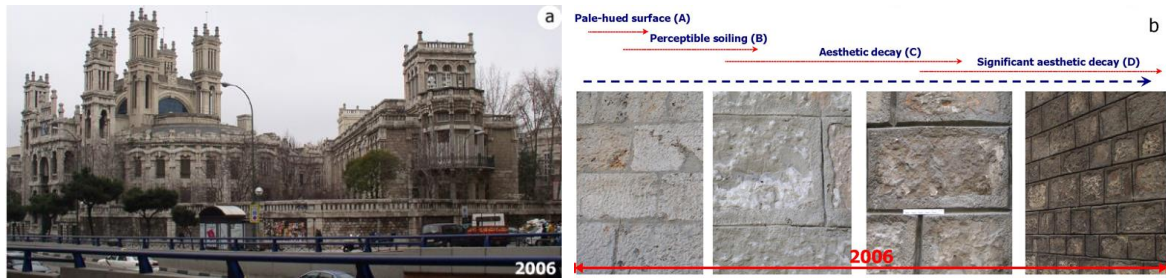 a
2006
b
Pale-hued surface (A)
Perceptible soiling (B)
Aesthetic decay (C)
Significant aesthetic decay (D)
2006